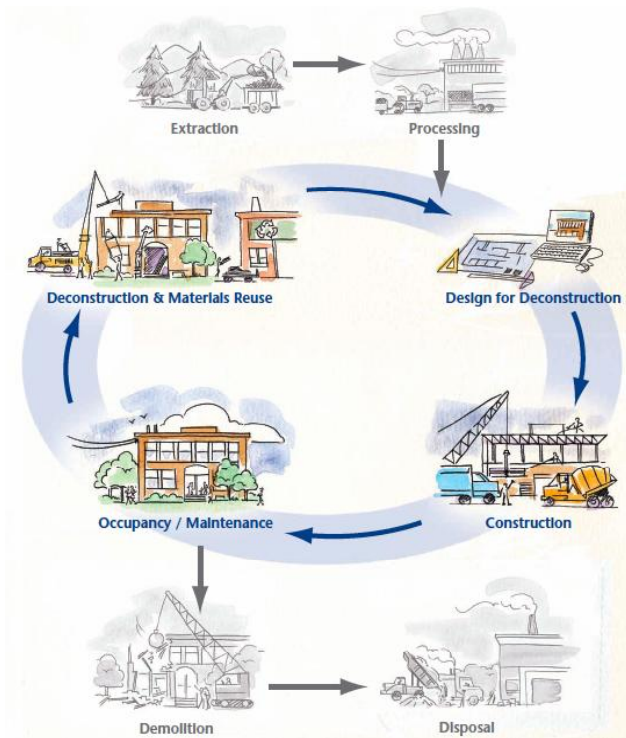 Extraction
Processing
Deconstruction & Materials Reuse
Design for Deconstruction
Occupancy / Maintenance
Construction
Demolition
Disposal